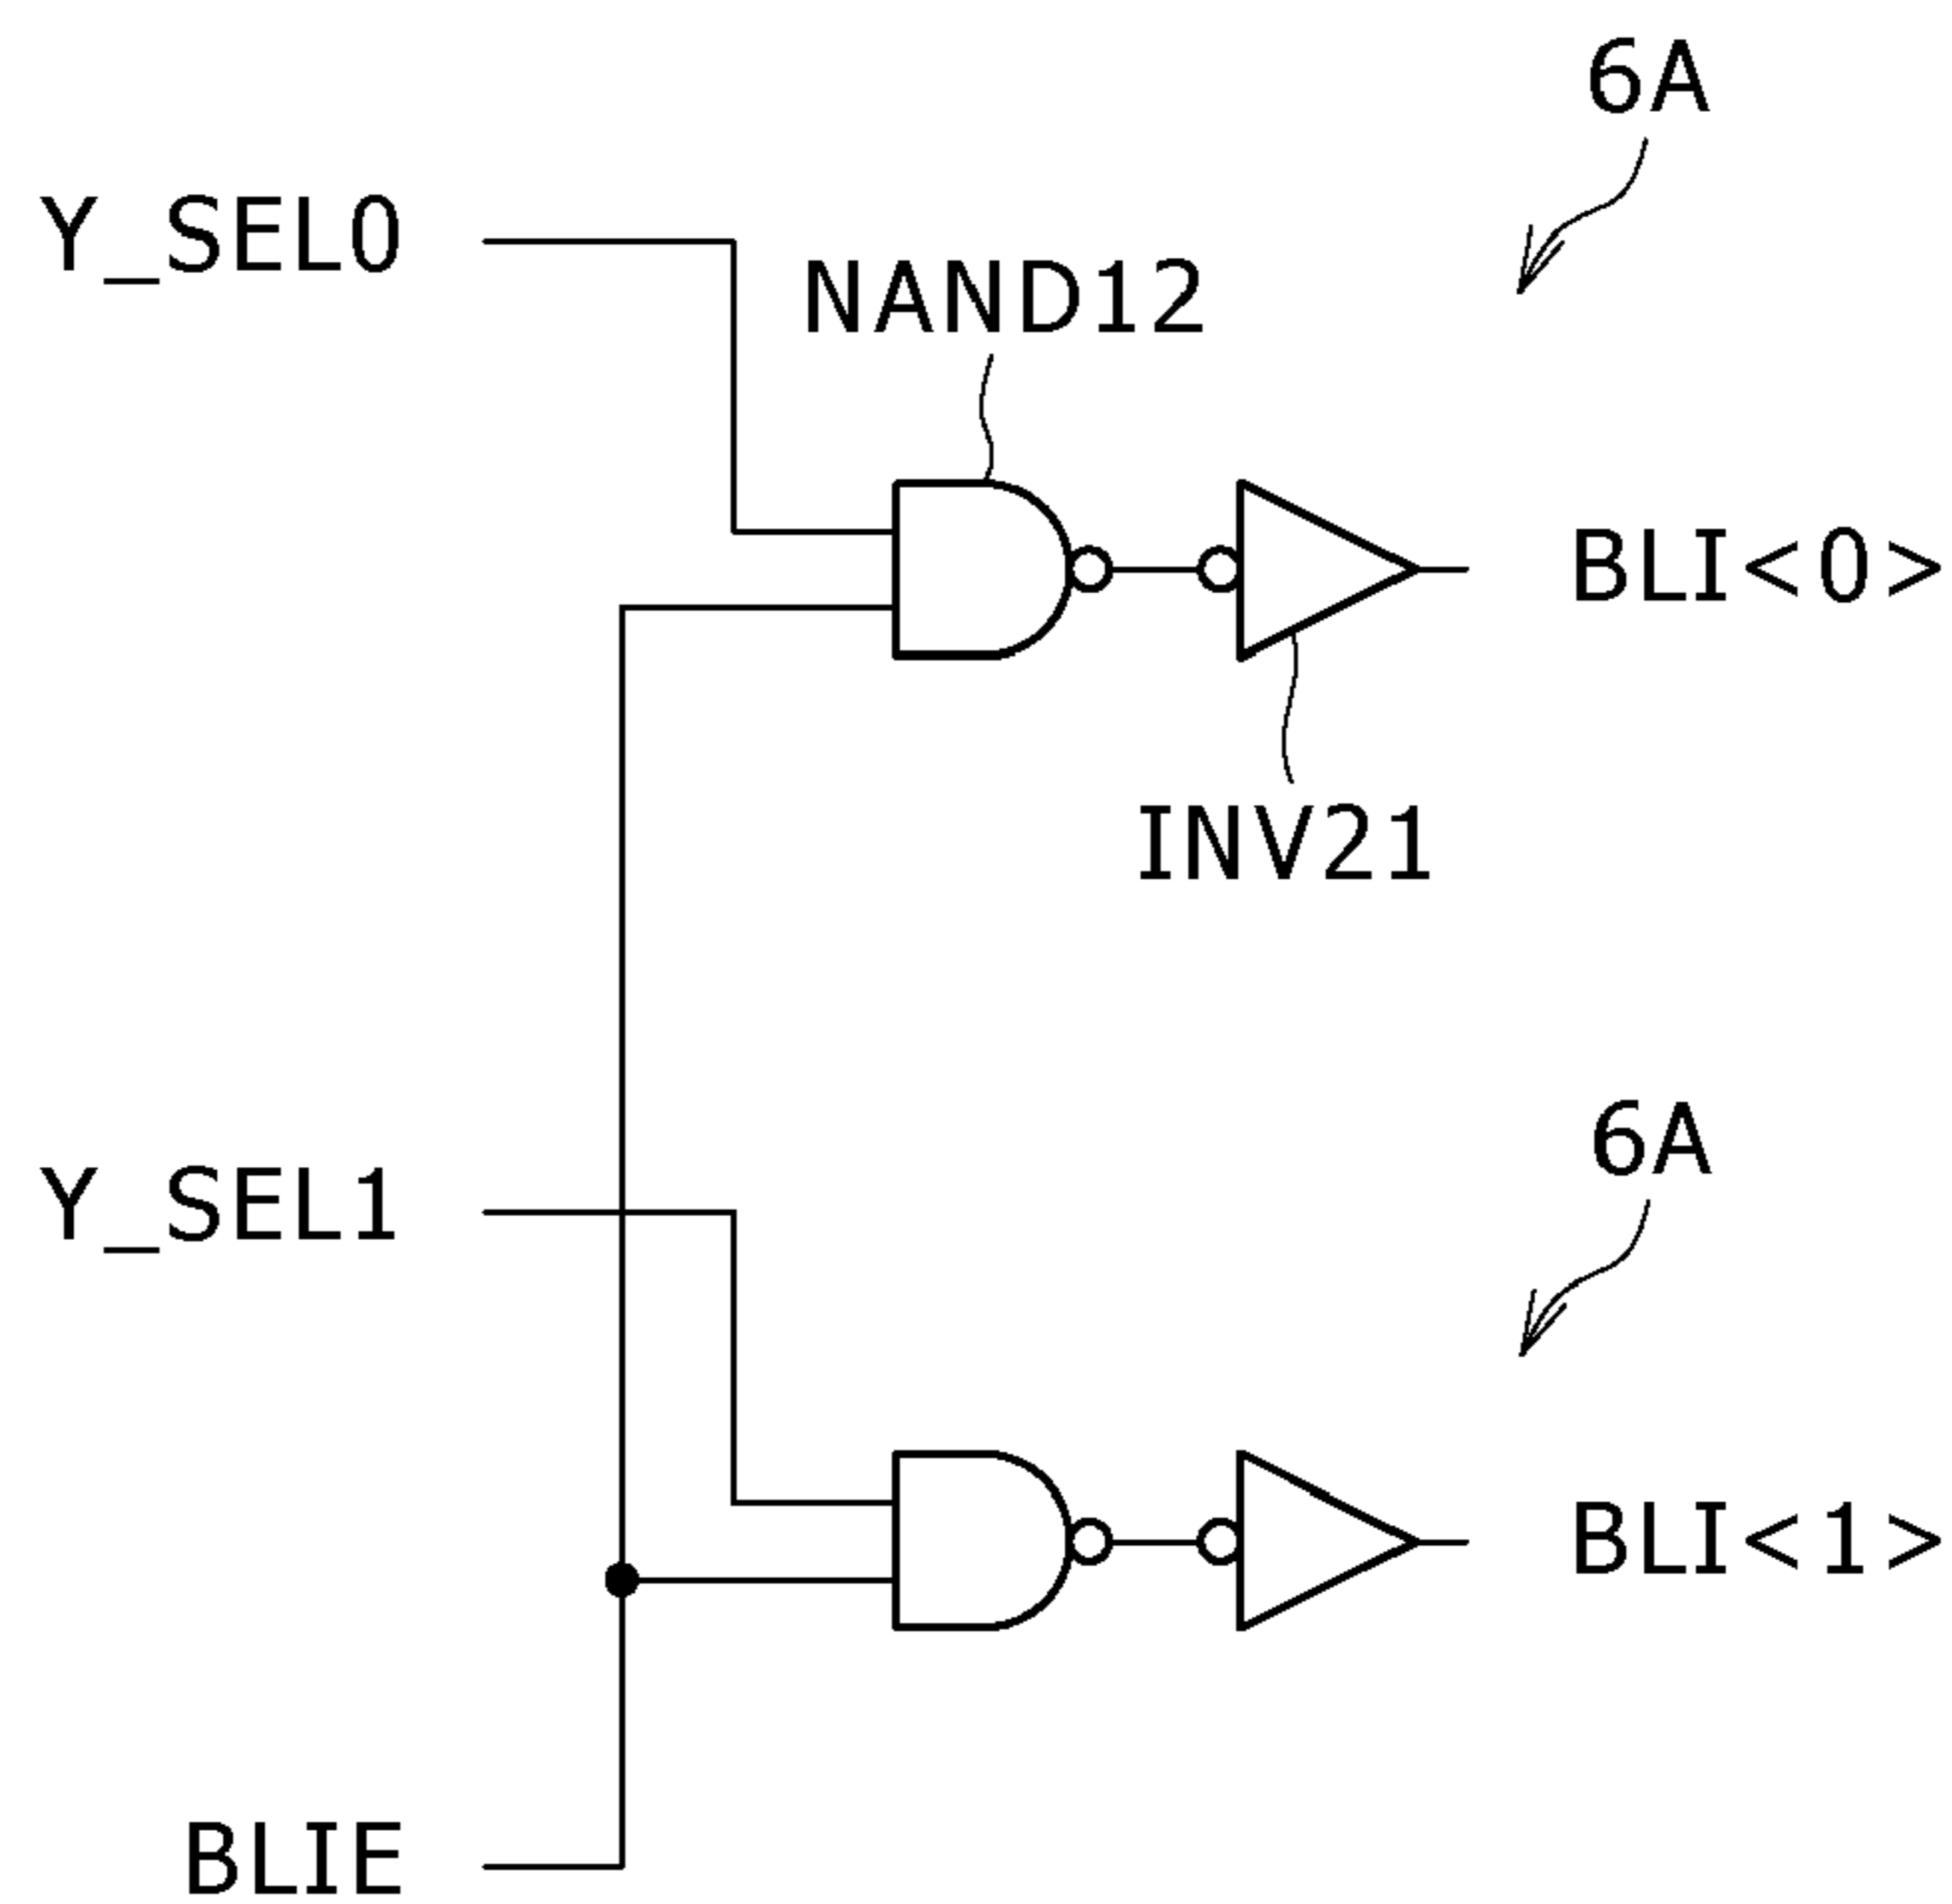 6A
Y_SEL0
NAND12
BLI<0>
INV21
6A
Y_SEL1
BLI<1>
BLIE